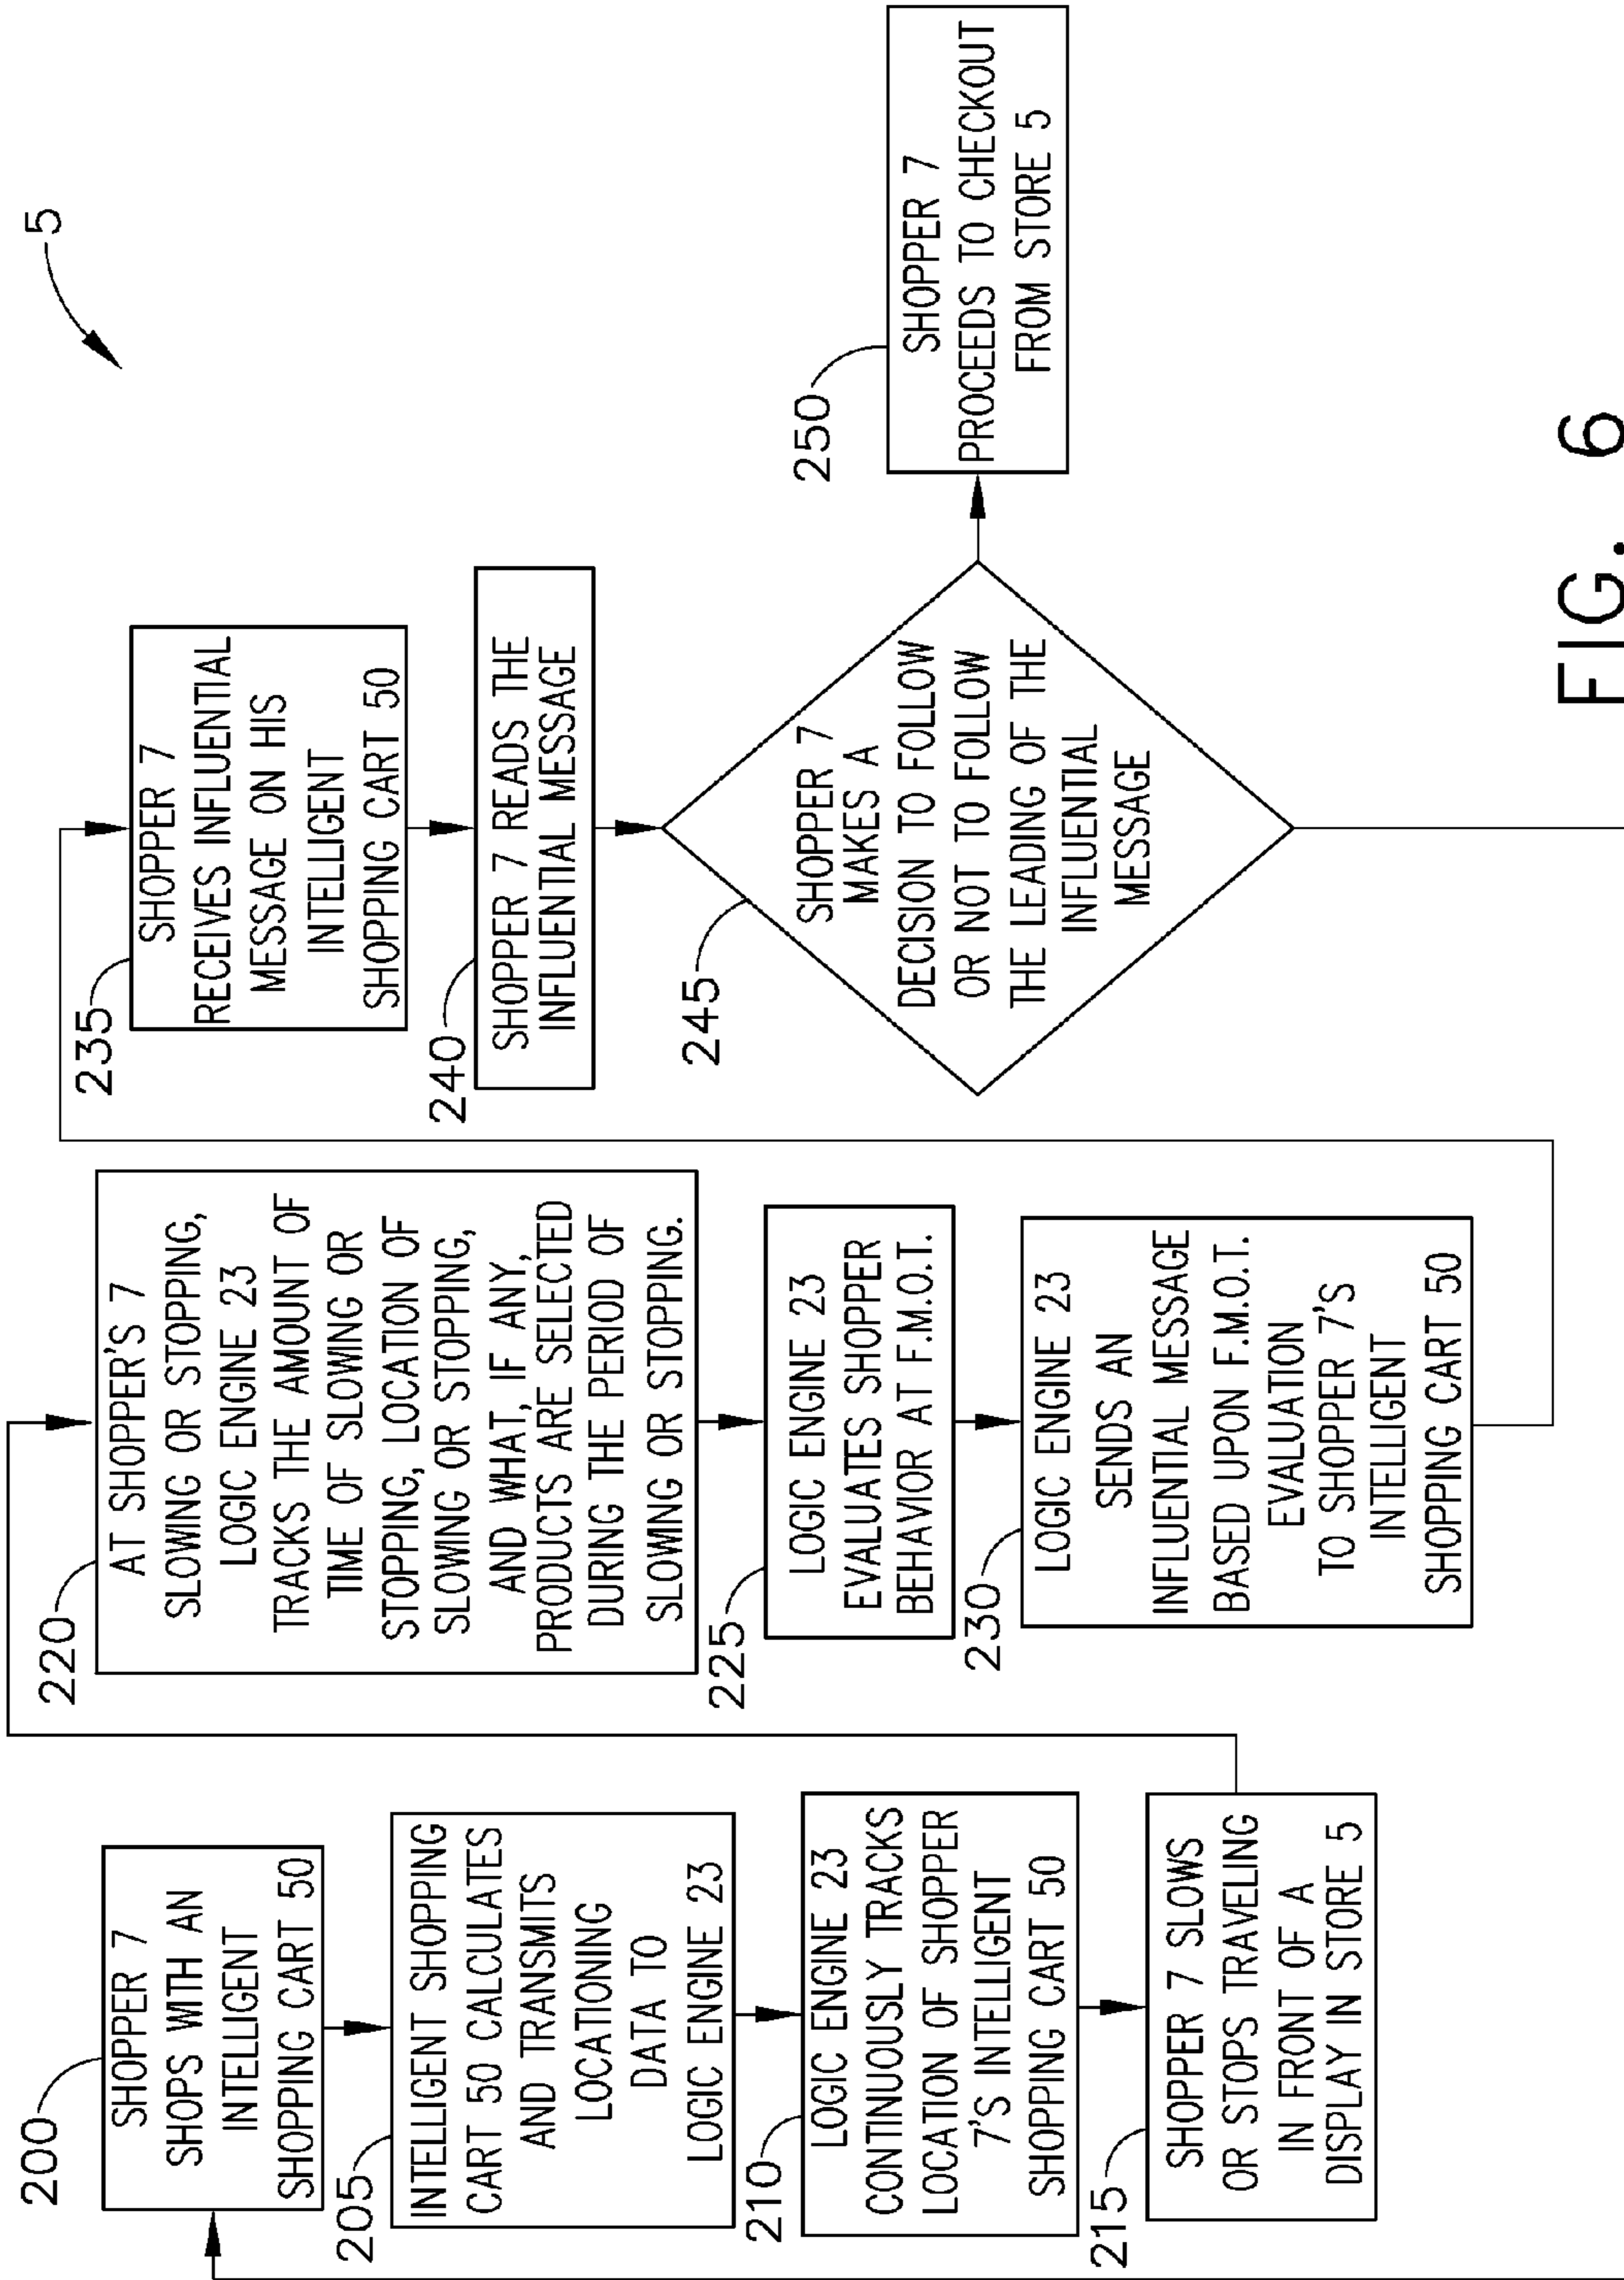 5
200
SHOPPER 7
SHOPS WITH AN
INTELLIGENT
SHOPPING CART 50
205
INTELLIGENT SHOPPING
CART 50 CALCULATES
AND TRANSMITS
LOCATIONING
DATA TO
LOGIC ENGINE 23
210
LOGIC ENGINE 23
CONTINUOUSLY TRACKS
LOCATION OF SHOPPER
7'S INTELLIGENT
SHOPPING CART 50
215
SHOPPER 7 SLOWS
OR STOPS TRAVELING
IN FRONT OF A
DISPLAY IN STORE 5
220
AT SHOPPER'S 7
SLOWING OR STOPPING,
LOGIC ENGINE 23
TRACKS THE AMOUNT OF
TIME OF SLOWING OR
STOPPING, LOCATION OF
SLOWING OR STOPPING,
AND WHAT, IF ANY,
PRODUCTS ARE SELECTED
DURING THE PERIOD OF
SLOWING OR STOPPING.
225
LOGIC ENGINE 23
EVALUATES SHOPPER
BEHAVIOR AT F.M.O.T.
230
LOGIC ENGINE 23
SENDS AN
INFLUENTIAL MESSAGE
BASED UPON F.M.O.T.
EVALUATION
TO SHOPPER 7'S
INTELLIGENT
SHOPPING CART 50
235
SHOPPER 7
RECEIVES INFLUENTIAL
MESSAGE ON HIS
INTELLIGENT
SHOPPING CART 50
240
SHOPPER 7 READS THE
INFLUENTIAL MESSAGE
245
SHOPPER 7
MAKES A
DECISION TO FOLLOW
OR NOT TO FOLLOW
THE LEADING OF THE
INFLUENTIAL
MESSAGE
250
SHOPPER 7
PROCEEDS TO CHECKOUT
FROM STORE 5
FIG. 6